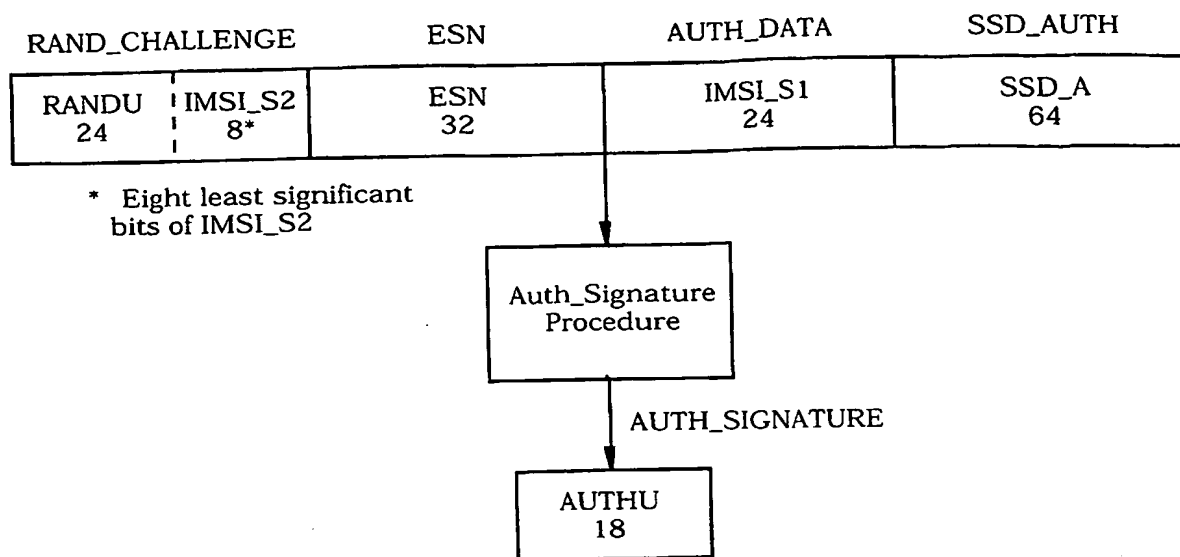 RAND_CHALLENGE ESN AUTH_DATA SSD_AUTH
RANDU IMSI_S2 ESN IMSI_S1 SSD_A
24 8* 32 24 64
* Eight least significant
bits of IMSI_S2
Auth_Signature
Procedure
AUTH_SIGNATURE
AUTHU
18